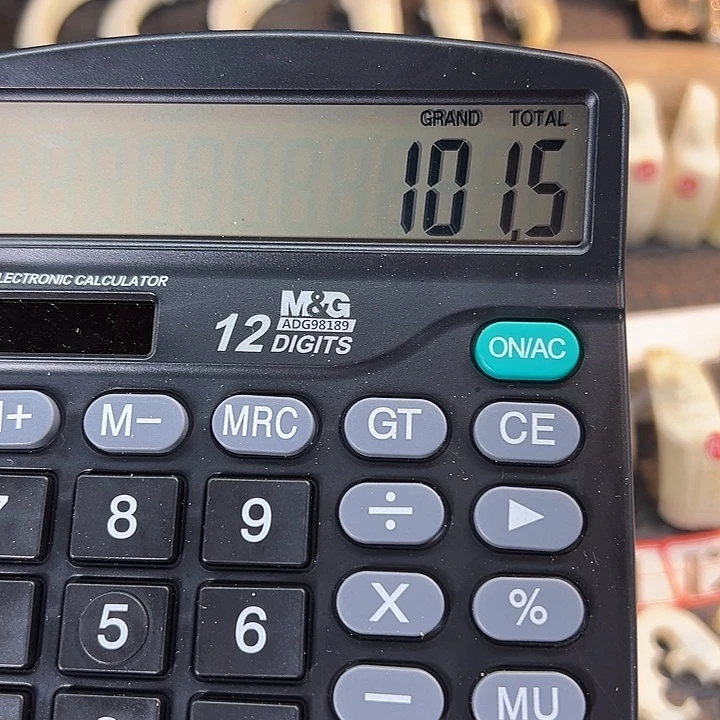 GRAND TOTAL
101.5
ELECTRONIC CALCULATOR
M&G
ADG98189
12 DIGITS
ON/AC
M+ M− MRC GT CE
7 8 9 ÷ ▶
5 6 X %
− MU